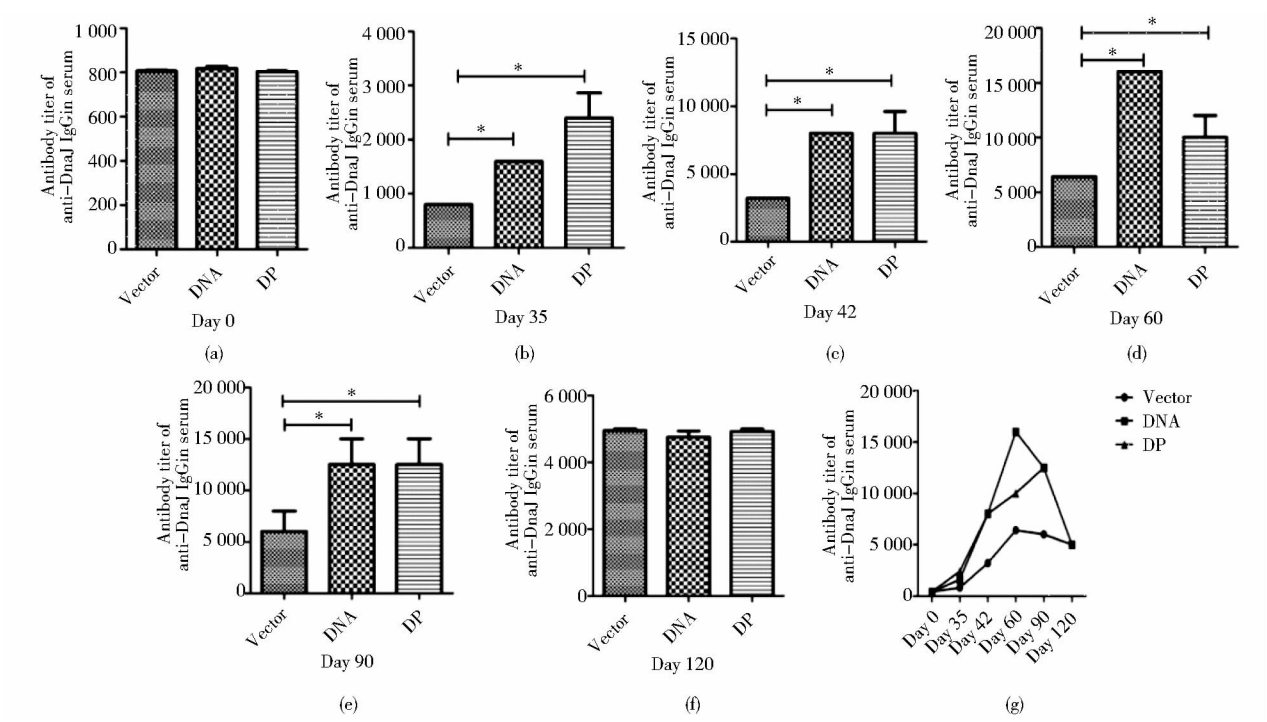 Antibody titer of
anti-DnaJ IgGin serum
1 000
800
600
400
200
0
Vector
DNA
DP
Day 0
(a)
Antibody titer of
anti-DnaJ IgGin serum
4 000
3 000
2 000
1 000
0
*
*
Vector
DNA
DP
Day 35
(b)
Antibody titer of
anti-DnaJ IgGin serum
15 000
10 000
5 000
0
*
*
Vector
DNA
DP
Day 42
(c)
Antibody titer of
anti-DnaJ IgGin serum
20 000
15 000
10 000
5 000
0
*
*
Vector
DNA
DP
Day 60
(d)
Antibody titer of
anti-DnaJ IgGin serum
20 000
15 000
10 000
5 000
0
*
*
Vector
DNA
DP
Day 90
(e)
Antibody titer of
anti-DnaJ IgGin serum
6 000
4 000
2 000
0
Vector
DNA
DP
Day 120
(f)
Antibody titer of
anti-DnaJ IgGin serum
20 000
15 000
10 000
5 000
0
Day 0
Day 35
Day 42
Day 60
Day 90
Day 120
Vector
DNA
DP
(g)